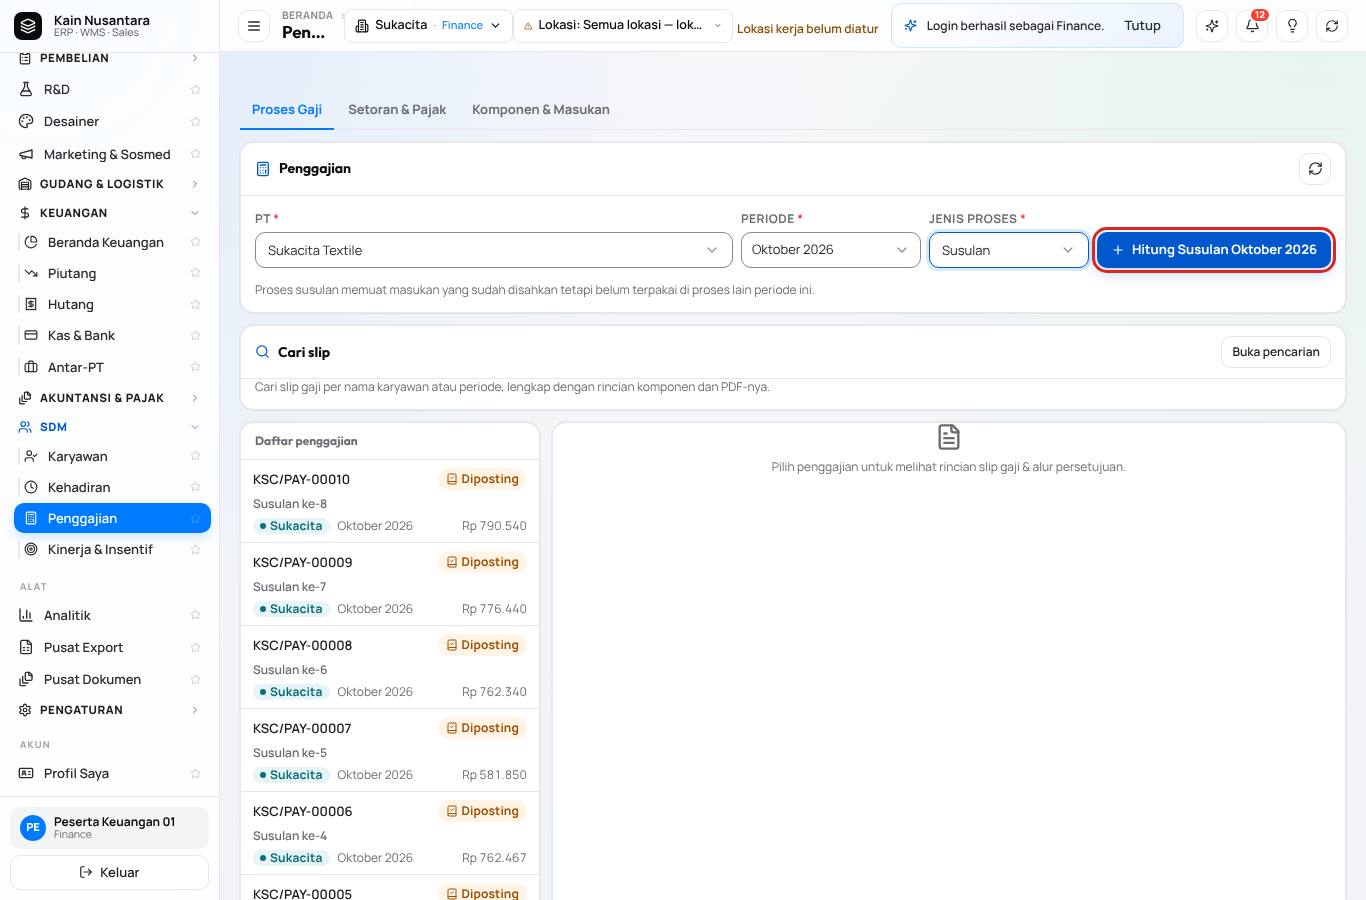 Kain Nusantara
ERP · WMS · Sales
PEMBELIAN
R&D
Desainer
Marketing & Sosmed
GUDANG & LOGISTIK
KEUANGAN
Beranda Keuangan
Piutang
Hutang
Kas & Bank
Antar-PT
AKUNTANSI & PAJAK
SDM
Karyawan
Kehadiran
Penggajian
Kinerja & Insentif
ALAT
Analitik
Pusat Export
Pusat Dokumen
PENGATURAN
AKUN
Profil Saya
PE
Peserta Keuangan 01
Finance
Keluar
BERANDA
Pen...
Sukacita · Finance
Lokasi: Semua lokasi — lok...
Lokasi kerja belum diatur
Login berhasil sebagai Finance.
Tutup
12
Proses Gaji
Setoran & Pajak
Komponen & Masukan
Penggajian
PT *
PERIODE *
JENIS PROSES *
Sukacita Textile
Oktober 2026
Susulan
+ Hitung Susulan Oktober 2026
Proses susulan memuat masukan yang sudah disahkan tetapi belum terpakai di proses lain periode ini.
Cari slip
Buka pencarian
Cari slip gaji per nama karyawan atau periode, lengkap dengan rincian komponen dan PDF-nya.
Daftar penggajian
KSC/PAY-00010
Diposting
Susulan ke-8
Sukacita Oktober 2026 Rp 790.540
KSC/PAY-00009
Diposting
Susulan ke-7
Sukacita Oktober 2026 Rp 776.440
KSC/PAY-00008
Diposting
Susulan ke-6
Sukacita Oktober 2026 Rp 762.340
KSC/PAY-00007
Diposting
Susulan ke-5
Sukacita Oktober 2026 Rp 581.850
KSC/PAY-00006
Diposting
Susulan ke-4
Sukacita Oktober 2026 Rp 762.467
KSC/PAY-00005
Diposting
Pilih penggajian untuk melihat rincian slip gaji & alur persetujuan.